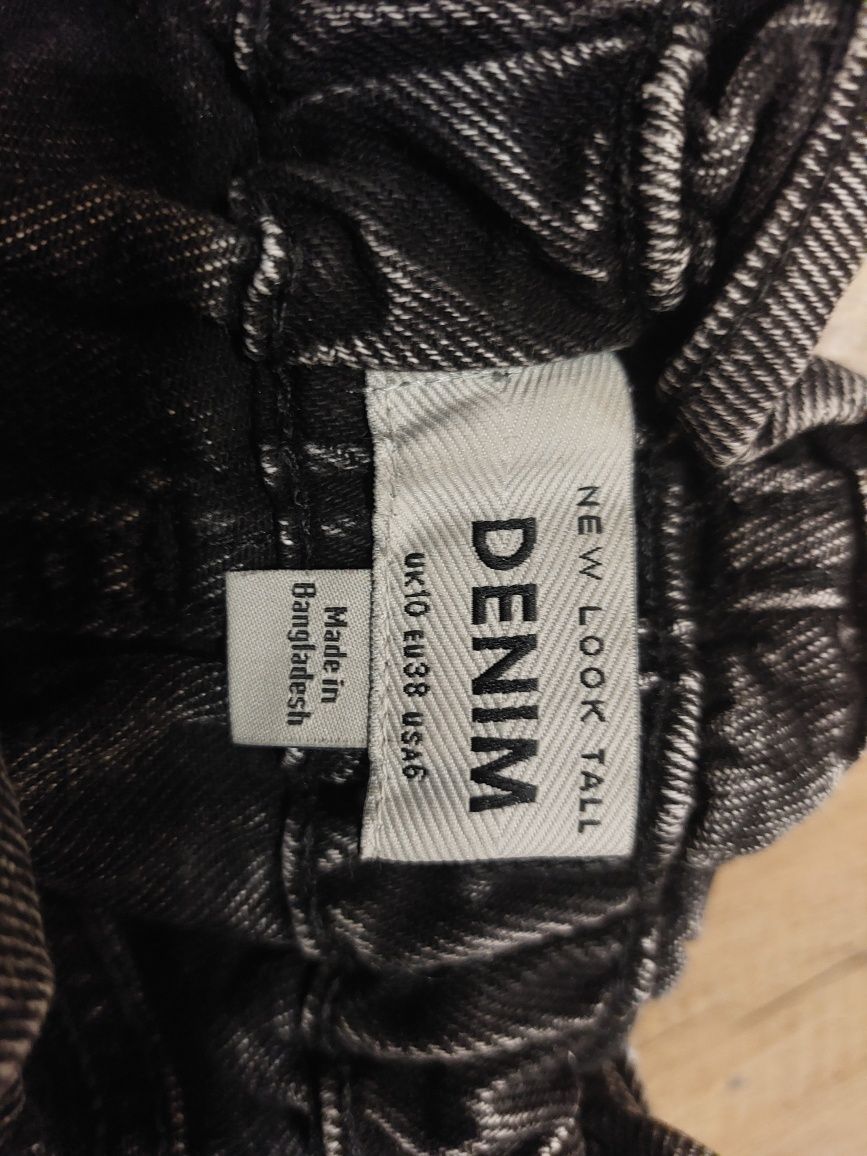 NEW LOOK TALL
DENIM
UK10 EU38 USA6
Made in
Bangladesh